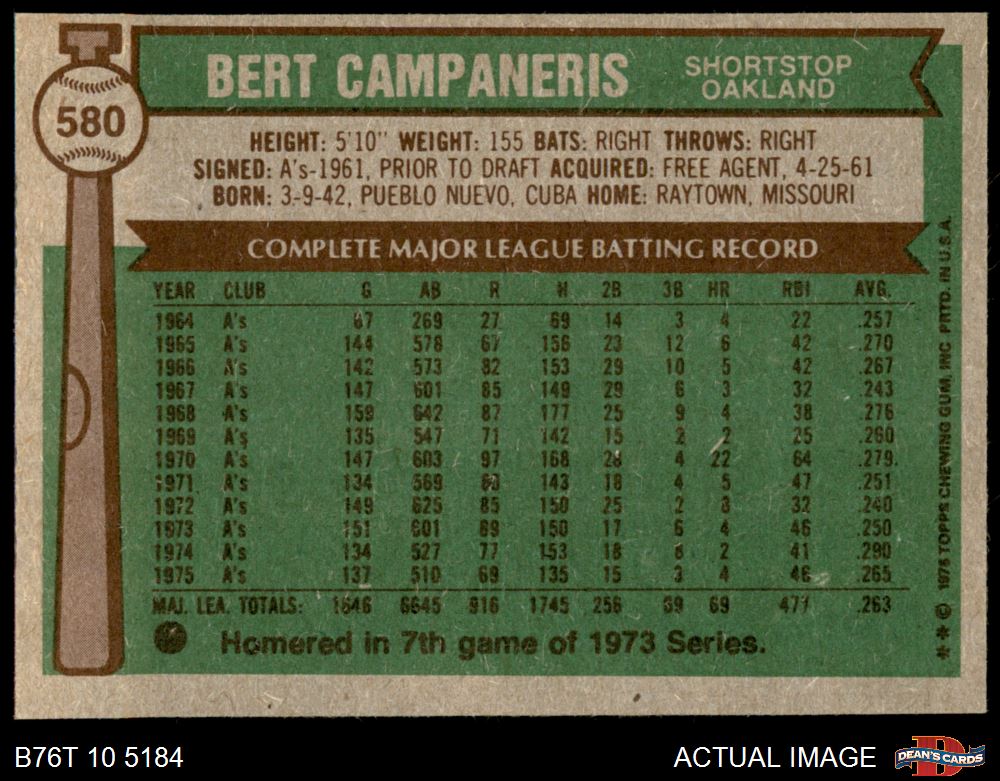 580
BERT CAMPANERIS
SHORTSTOP
OAKLAND
HEIGHT: 5'10" WEIGHT: 155 BATS: RIGHT THROWS: RIGHT
SIGNED: A's-1961, PRIOR TO DRAFT ACQUIRED: FREE AGENT, 4-25-61
BORN: 3-9-42, PUEBLO NUEVO, CUBA HOME: RAYTOWN, MISSOURI
COMPLETE MAJOR LEAGUE BATTING RECORD
YEAR CLUB G AB R H 2B 3B HR RBI AVG.
1964 A's 67 269 27 69 14 3 4 22 .257
1965 A's 144 578 67 156 23 12 6 42 .270
1966 A's 142 573 82 153 29 10 5 42 .267
1967 A's 147 601 85 149 29 6 3 32 .243
1968 A's 159 642 87 177 25 9 4 38 .276
1969 A's 135 547 71 142 15 2 2 25 .260
1970 A's 147 603 97 168 28 4 22 64 .279
1971 A's 134 569 143 18 4 5 47 .251
1972 A's 149 625 85 150 25 2 8 32 .240
1973 A's 151 601 89 150 17 6 4 46 .250
1974 A's 134 527 77 153 18 8 2 41 .290
1975 A's 137 510 69 135 15 3 4 46 .265
MAJ. LEA. TOTALS: 1646 6645 916 1745 256 69 69 477 .263
Homered in 7th game of 1973 Series.
** © 1976 TOPPS CHEWING GUM, INC PRTD. IN U.S.A.
B76T 10 5184
ACTUAL IMAGE
D
DEAN'S CARDS